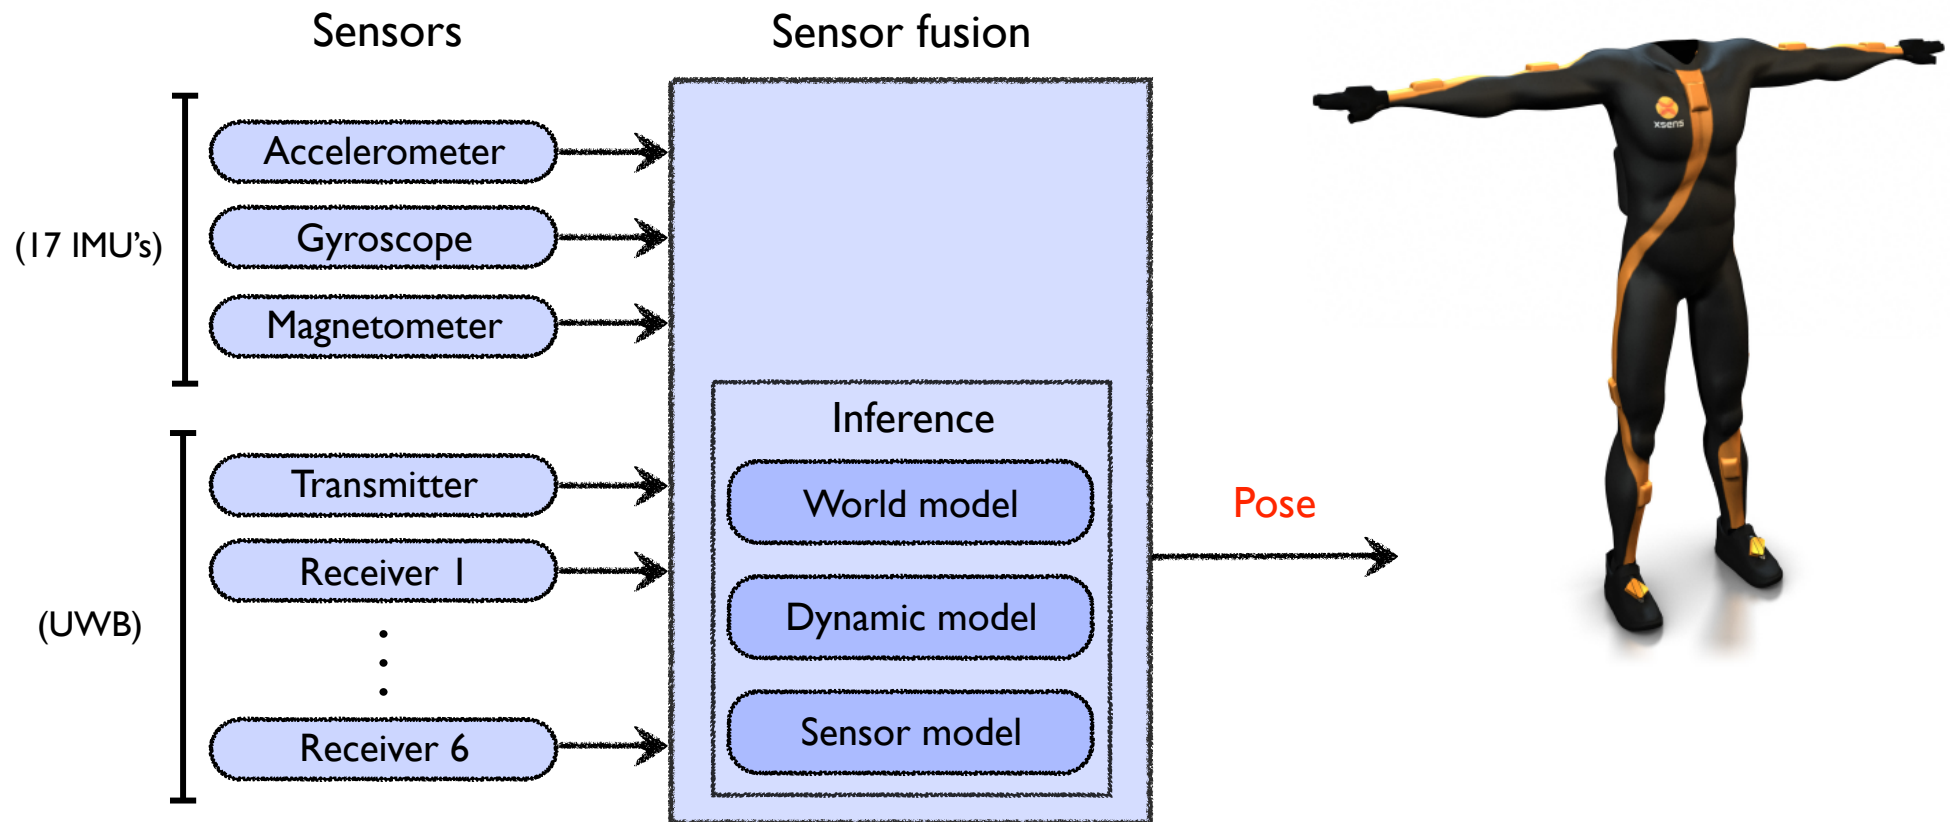 Sensors
Sensor fusion
(17 IMU's)
Accelerometer
Gyroscope
Magnetometer
(UWB)
Transmitter
Receiver 1
Receiver 6
Inference
World model
Dynamic model
Sensor model
Pose
xsens